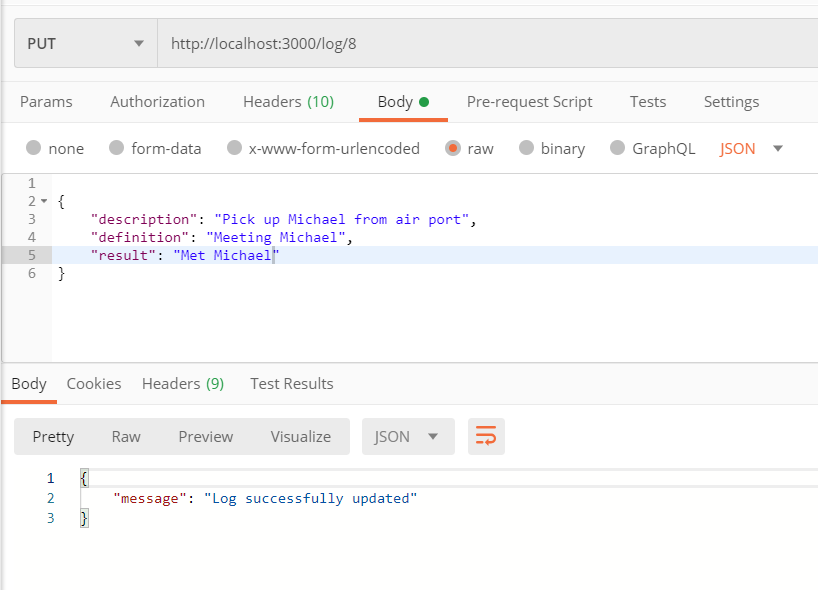 PUT http://localhost:3000/log/8
Params Authorization Headers (10) Body Pre-request Script Tests Settings
none form-data x-www-form-urlencoded raw binary GraphQL JSON
1
2 {
3 "description": "Pick up Michael from air port",
4 "definition": "Meeting Michael",
5 "result": "Met Michael"
6 }
Body Cookies Headers (9) Test Results
Pretty Raw Preview Visualize JSON
1 {
2 "message": "Log successfully updated"
3 }